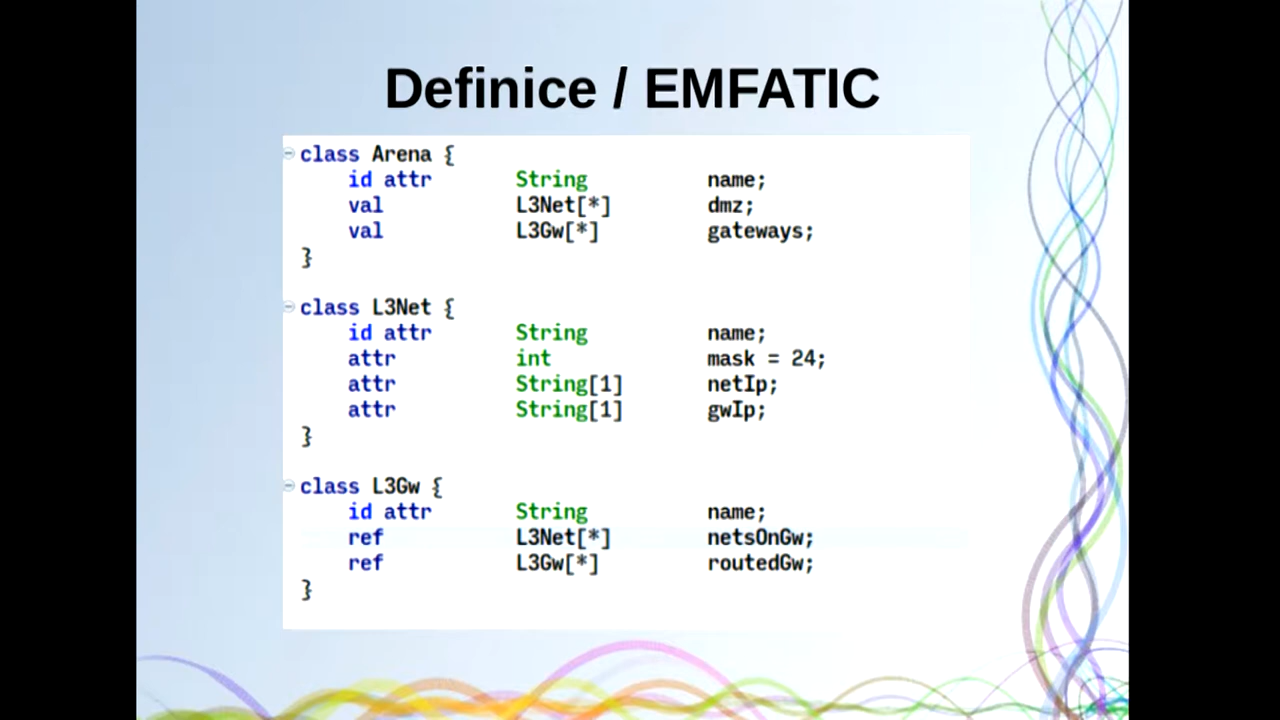 Definice / EMFATIC
class Arena {
id attr String name;
val L3Net[*] dmz;
val L3Gw[*] gateways;
}
class L3Net {
id attr String name;
attr int mask = 24;
attr String[1] netIp;
attr String[1] gwIp;
}
class L3Gw {
id attr String name;
ref L3Net[*] netsOnGw;
ref L3Gw[*] routedGw;
}